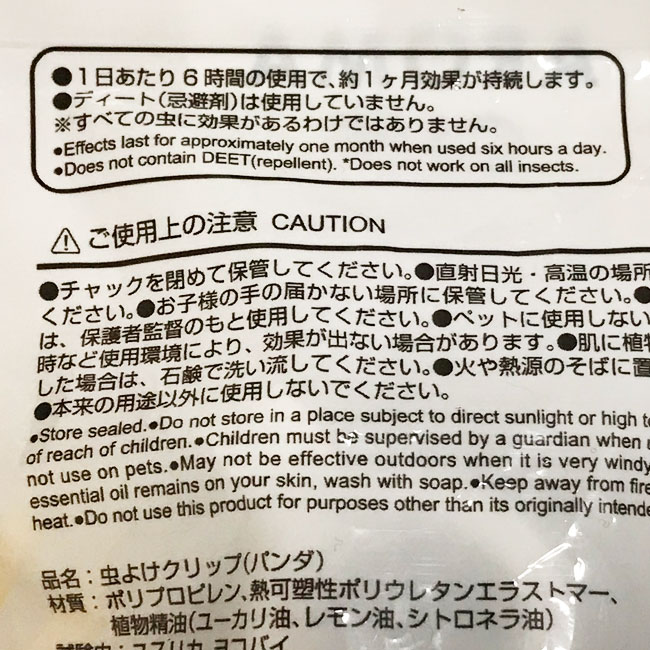 ●1日あたり6時間の使用で、約1ヶ月効果が持続します。
●ディート(忌避剤)は使用していません。
※すべての虫に効果があるわけではありません。
●Effects last for approximately one month when used six hours a day.
●Does not contain DEET(repellent). *Does not work on all insects.
⚠ご使用上の注意 CAUTION
●チャックを閉めて保管してください。●直射日光・高温の場所
ください。●お子様の手の届かない場所に保管してください。●
は、保護者監督のもと使用してください。●ペットに使用しない
時など使用環境により、効果が出ない場合があります。●肌に植物
した場合は、石鹸で洗い流してください。●火や熱源のそばに置
●本来の用途以外に使用しないでください。
●Store sealed.●Do not store in a place subject to direct sunlight or high te
of reach of children.●Children must be supervised by a guardian when u
not use on pets.●May not be effective outdoors when it is very windy
essential oil remains on your skin, wash with soap.●Keep away from fire
heat.●Do not use this product for purposes other than its originally intende
品名：虫よけクリップ(パンダ)
材質：ポリプロピレン、熱可塑性ポリウレタンエラストマー、
植物精油(ユーカリ油、レモン油、シトロネラ油)
試験虫：ユスリカ、ヨコバイ